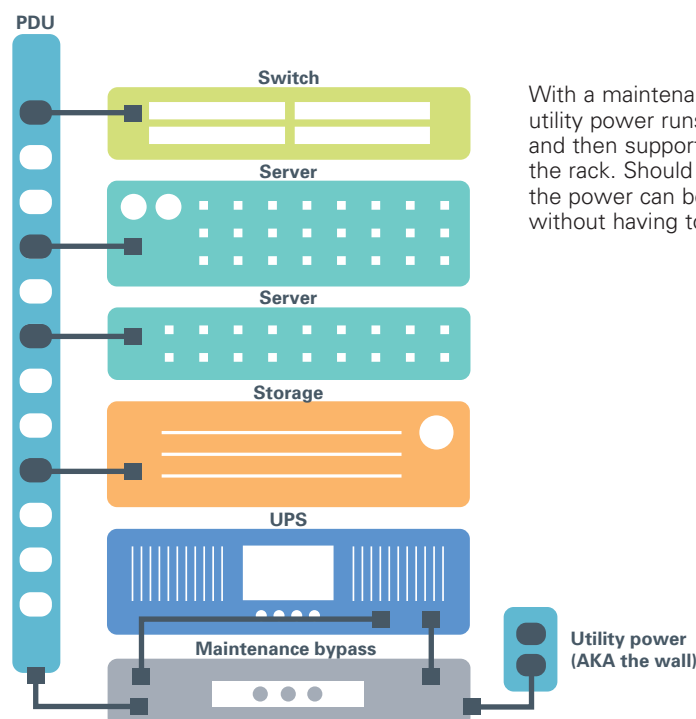 PDU
Switch
With a maintena
utility power runs
and then support
the rack. Should
the power can be
without having to
Server
Server
Storage
UPS
Maintenance bypass
Utility power
(AKA the wall)